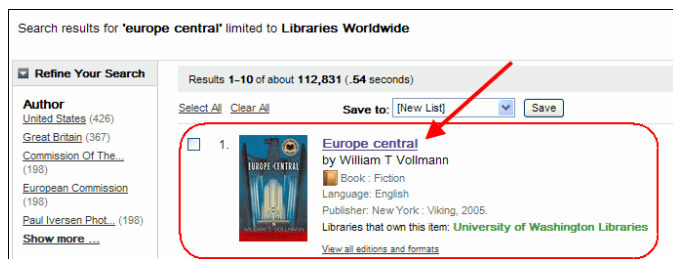 Search results for 'europe central' limited to Libraries Worldwide
Refine Your Search
Author
United States (426)
Great Britain (367)
Commission Of The...
(198)
European Commission
(198)
Paul Iversen Phot... (198)
Show more ...
Results 1-10 of about 112,831 (.54 seconds)
Select All Clear All Save to: [New List] Save
1.
EUROPE CENTRAL
WILLIAM T. VOLLMANN
Europe central
by William T Vollmann
Book : Fiction
Language: English
Publisher: New York : Viking, 2005.
Libraries that own this item: University of Washington Libraries
View all editions and formats